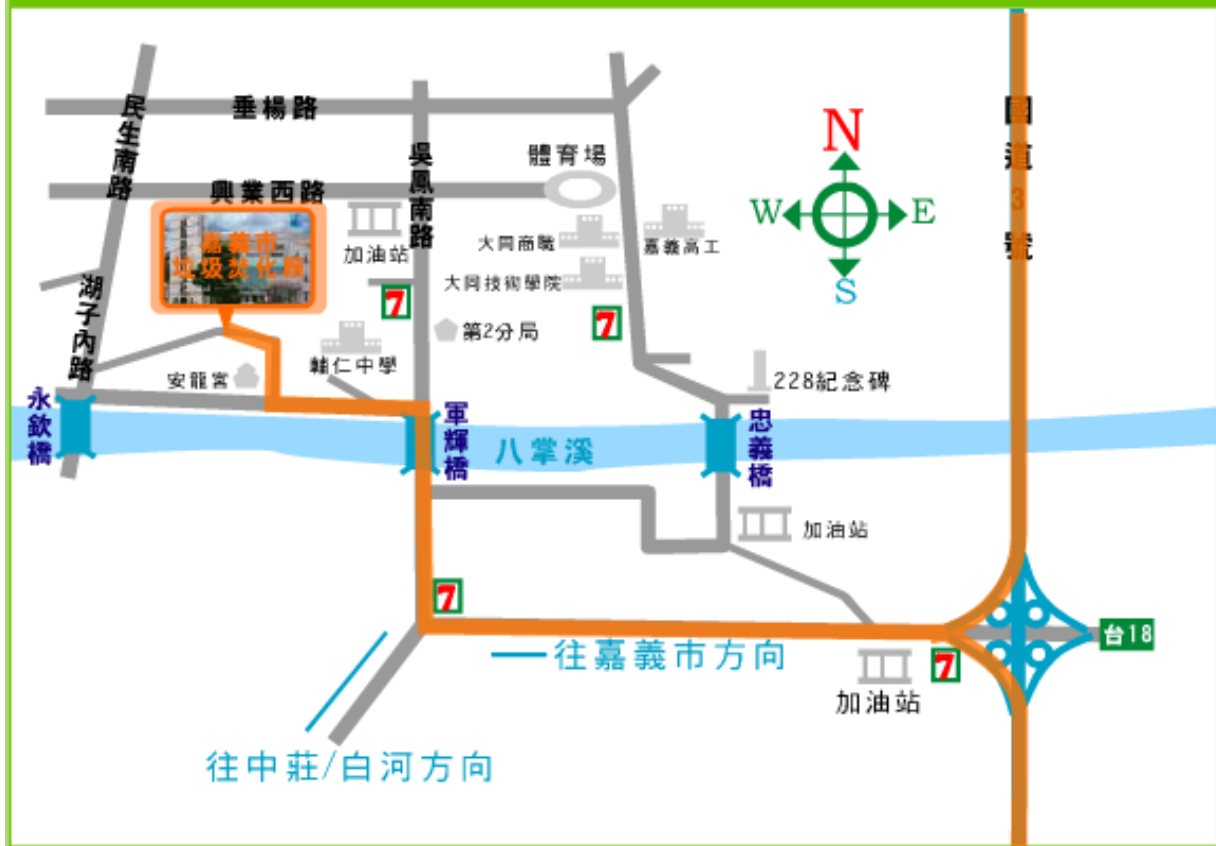 民生南路
垂楊路
吳鳳南路
體育場
國道3號
N
W
E
S
興業西路
大同商職
嘉義高工
加油站
嘉義市
垃圾焚化廠
大同技術學院
湖子內路
7
7
第2分局
輔仁中學
安龍宮
228紀念碑
永欽橋
軍輝橋
八掌溪
忠義橋
加油站
7
台18
往嘉義市方向
7
加油站
往中莊/白河方向